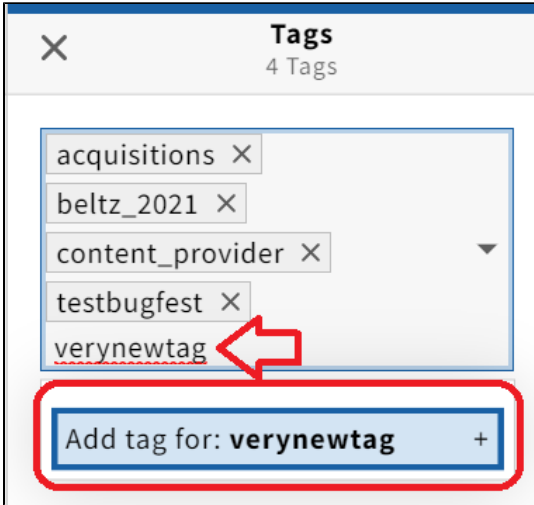 Tags
4 Tags
acquisitions
beltz_2021
content_provider
testbugfest
verynewtag
Add tag for: verynewtag +